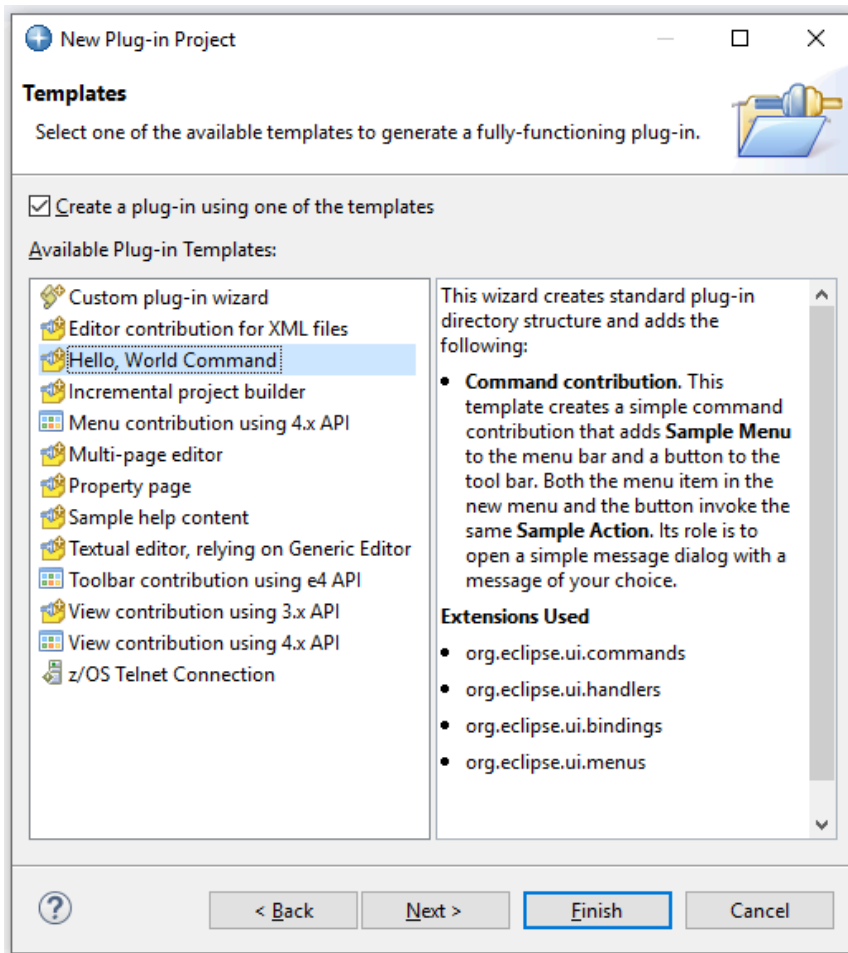 New Plug-in Project
Templates
Select one of the available templates to generate a fully-functioning plug-in.
Create a plug-in using one of the templates
Available Plug-in Templates:
Custom plug-in wizard
Editor contribution for XML files
Hello, World Command
Incremental project builder
Menu contribution using 4.x API
Multi-page editor
Property page
Sample help content
Textual editor, relying on Generic Editor
Toolbar contribution using e4 API
View contribution using 3.x API
View contribution using 4.x API
z/OS Telnet Connection
This wizard creates standard plug-in
directory structure and adds the
following:
• Command contribution. This
template creates a simple command
contribution that adds Sample Menu
to the menu bar and a button to the
tool bar. Both the menu item in the
new menu and the button invoke the
same Sample Action. Its role is to
open a simple message dialog with a
message of your choice.
Extensions Used
• org.eclipse.ui.commands
• org.eclipse.ui.handlers
• org.eclipse.ui.bindings
• org.eclipse.ui.menus
?
< Back
Next >
Finish
Cancel